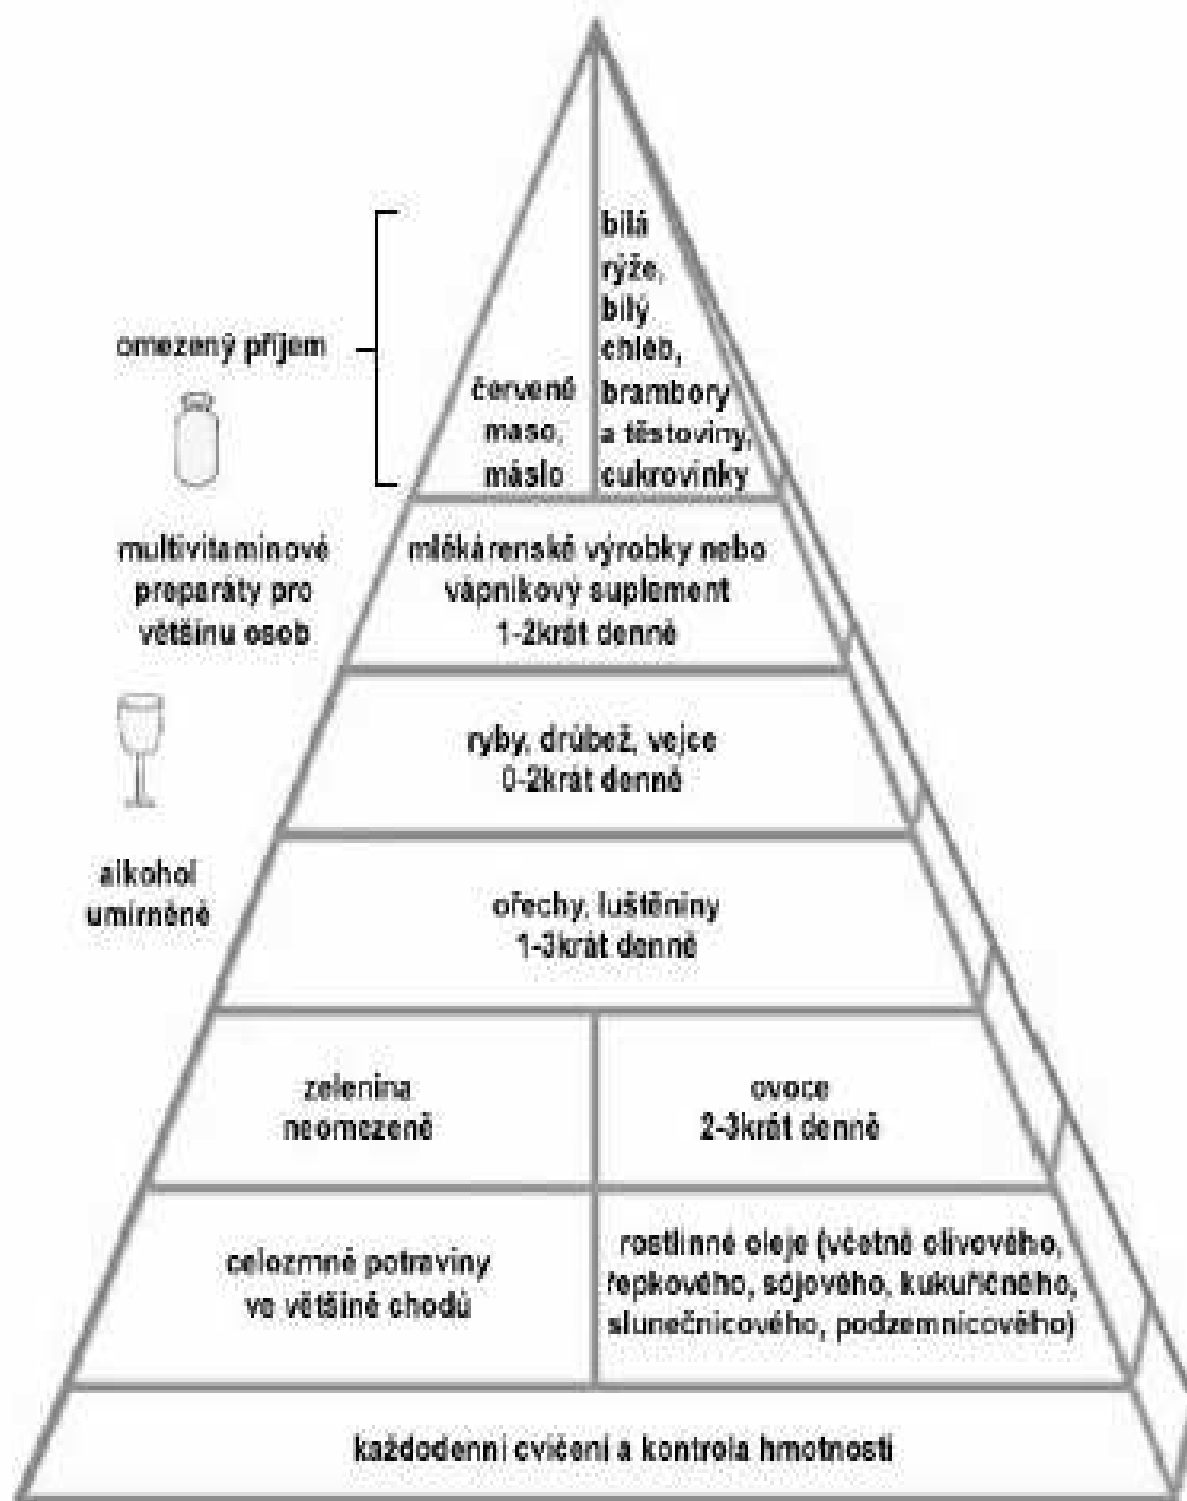 bílá
rýže,
bílý
chléb,
brambory
a těstoviny,
cukrovinky
omezený příjem
červené
maso,
máslo
multivitaminové
preparáty pro
většinu osob
mlékárenské výrobky nebo
vápníkový suplement
1-2krát denně
ryby, drůbež, vejce
0-2krát denně
alkohol
umírněně
ořechy, luštěniny
1-3krát denně
zelenina
neomezeně
ovoce
2-3krát denně
celozrnné potraviny
ve většině chodů
rostlinné oleje (včetně olivového,
řepkového, sójového, kukuřičného,
slunečnicového, podzemnicového)
každodenní cvičení a kontrola hmotnosti